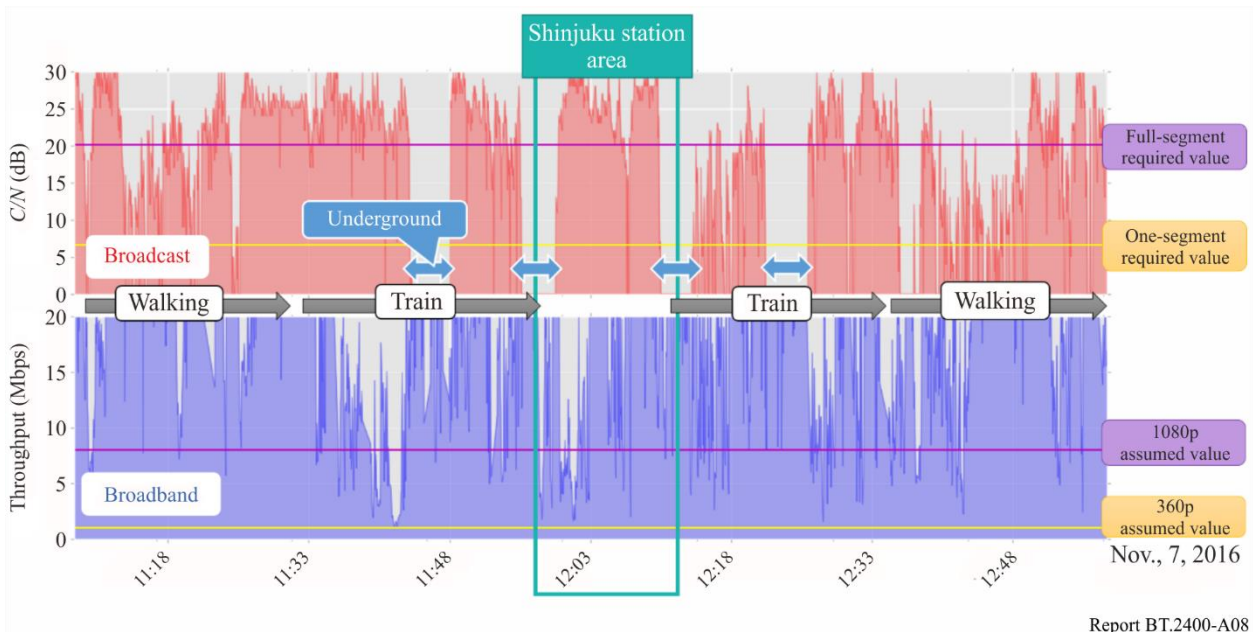 Shinjuku station
area
30
25
20
15
10
5
0
C/N (dB)
Full-segment
required value
Underground
One-segment
required value
Broadcast
Walking
Train
Train
Walking
20
15
10
5
0
Throughput (Mbps)
1080p
assumed value
Broadband
360p
assumed value
11:18
11:33
11:48
12:03
12:18
12:33
12:48
Nov., 7, 2016
Report BT.2400-A08